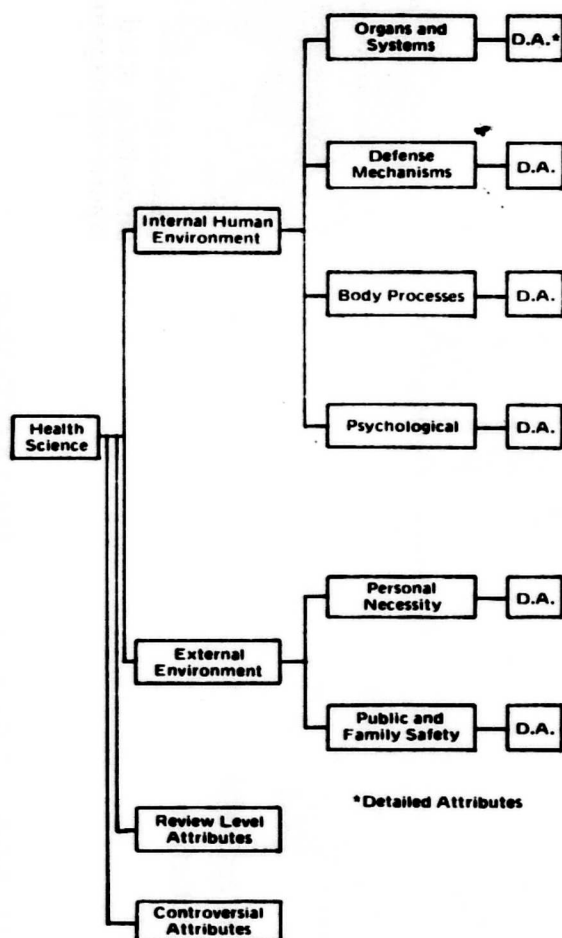 Organs and
Systems
D.A.*
Defense
Mechanisms
D.A.
Internal Human
Environment
Body Processes
D.A.
Health
Science
Psychological
D.A.
Personal
Necessity
D.A.
External
Environment
Public and
Family Safety
D.A.
*Detailed Attributes
Review Level
Attributes
Controversial
Attributes